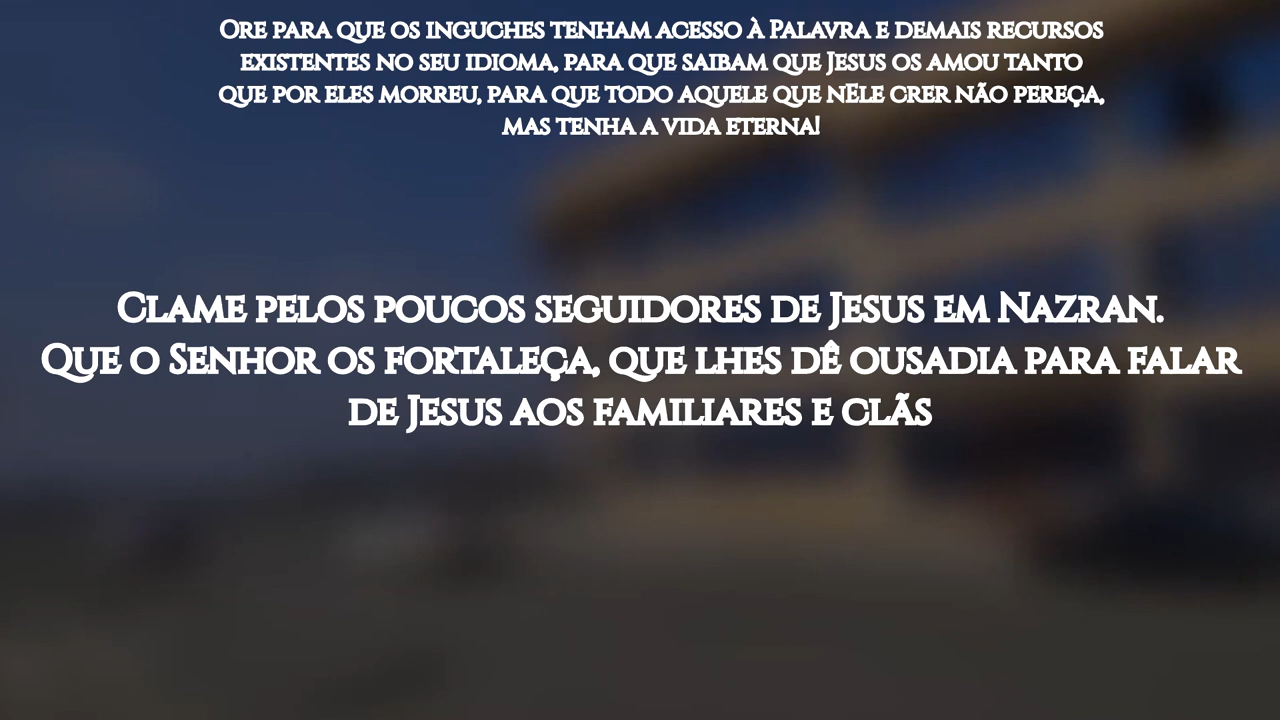 Ore para que os inguches tenham acesso à Palavra e demais recursos
existentes no seu idioma, para que saibam que Jesus os amou tanto
que por eles morreu, para que todo aquele que nEle crer não pereça,
mas tenha a vida eterna!
Clame pelos poucos seguidores de Jesus em Nazran.
Que o Senhor os fortaleça, que lhes dê ousadia para falar
de Jesus aos familiares e clãs